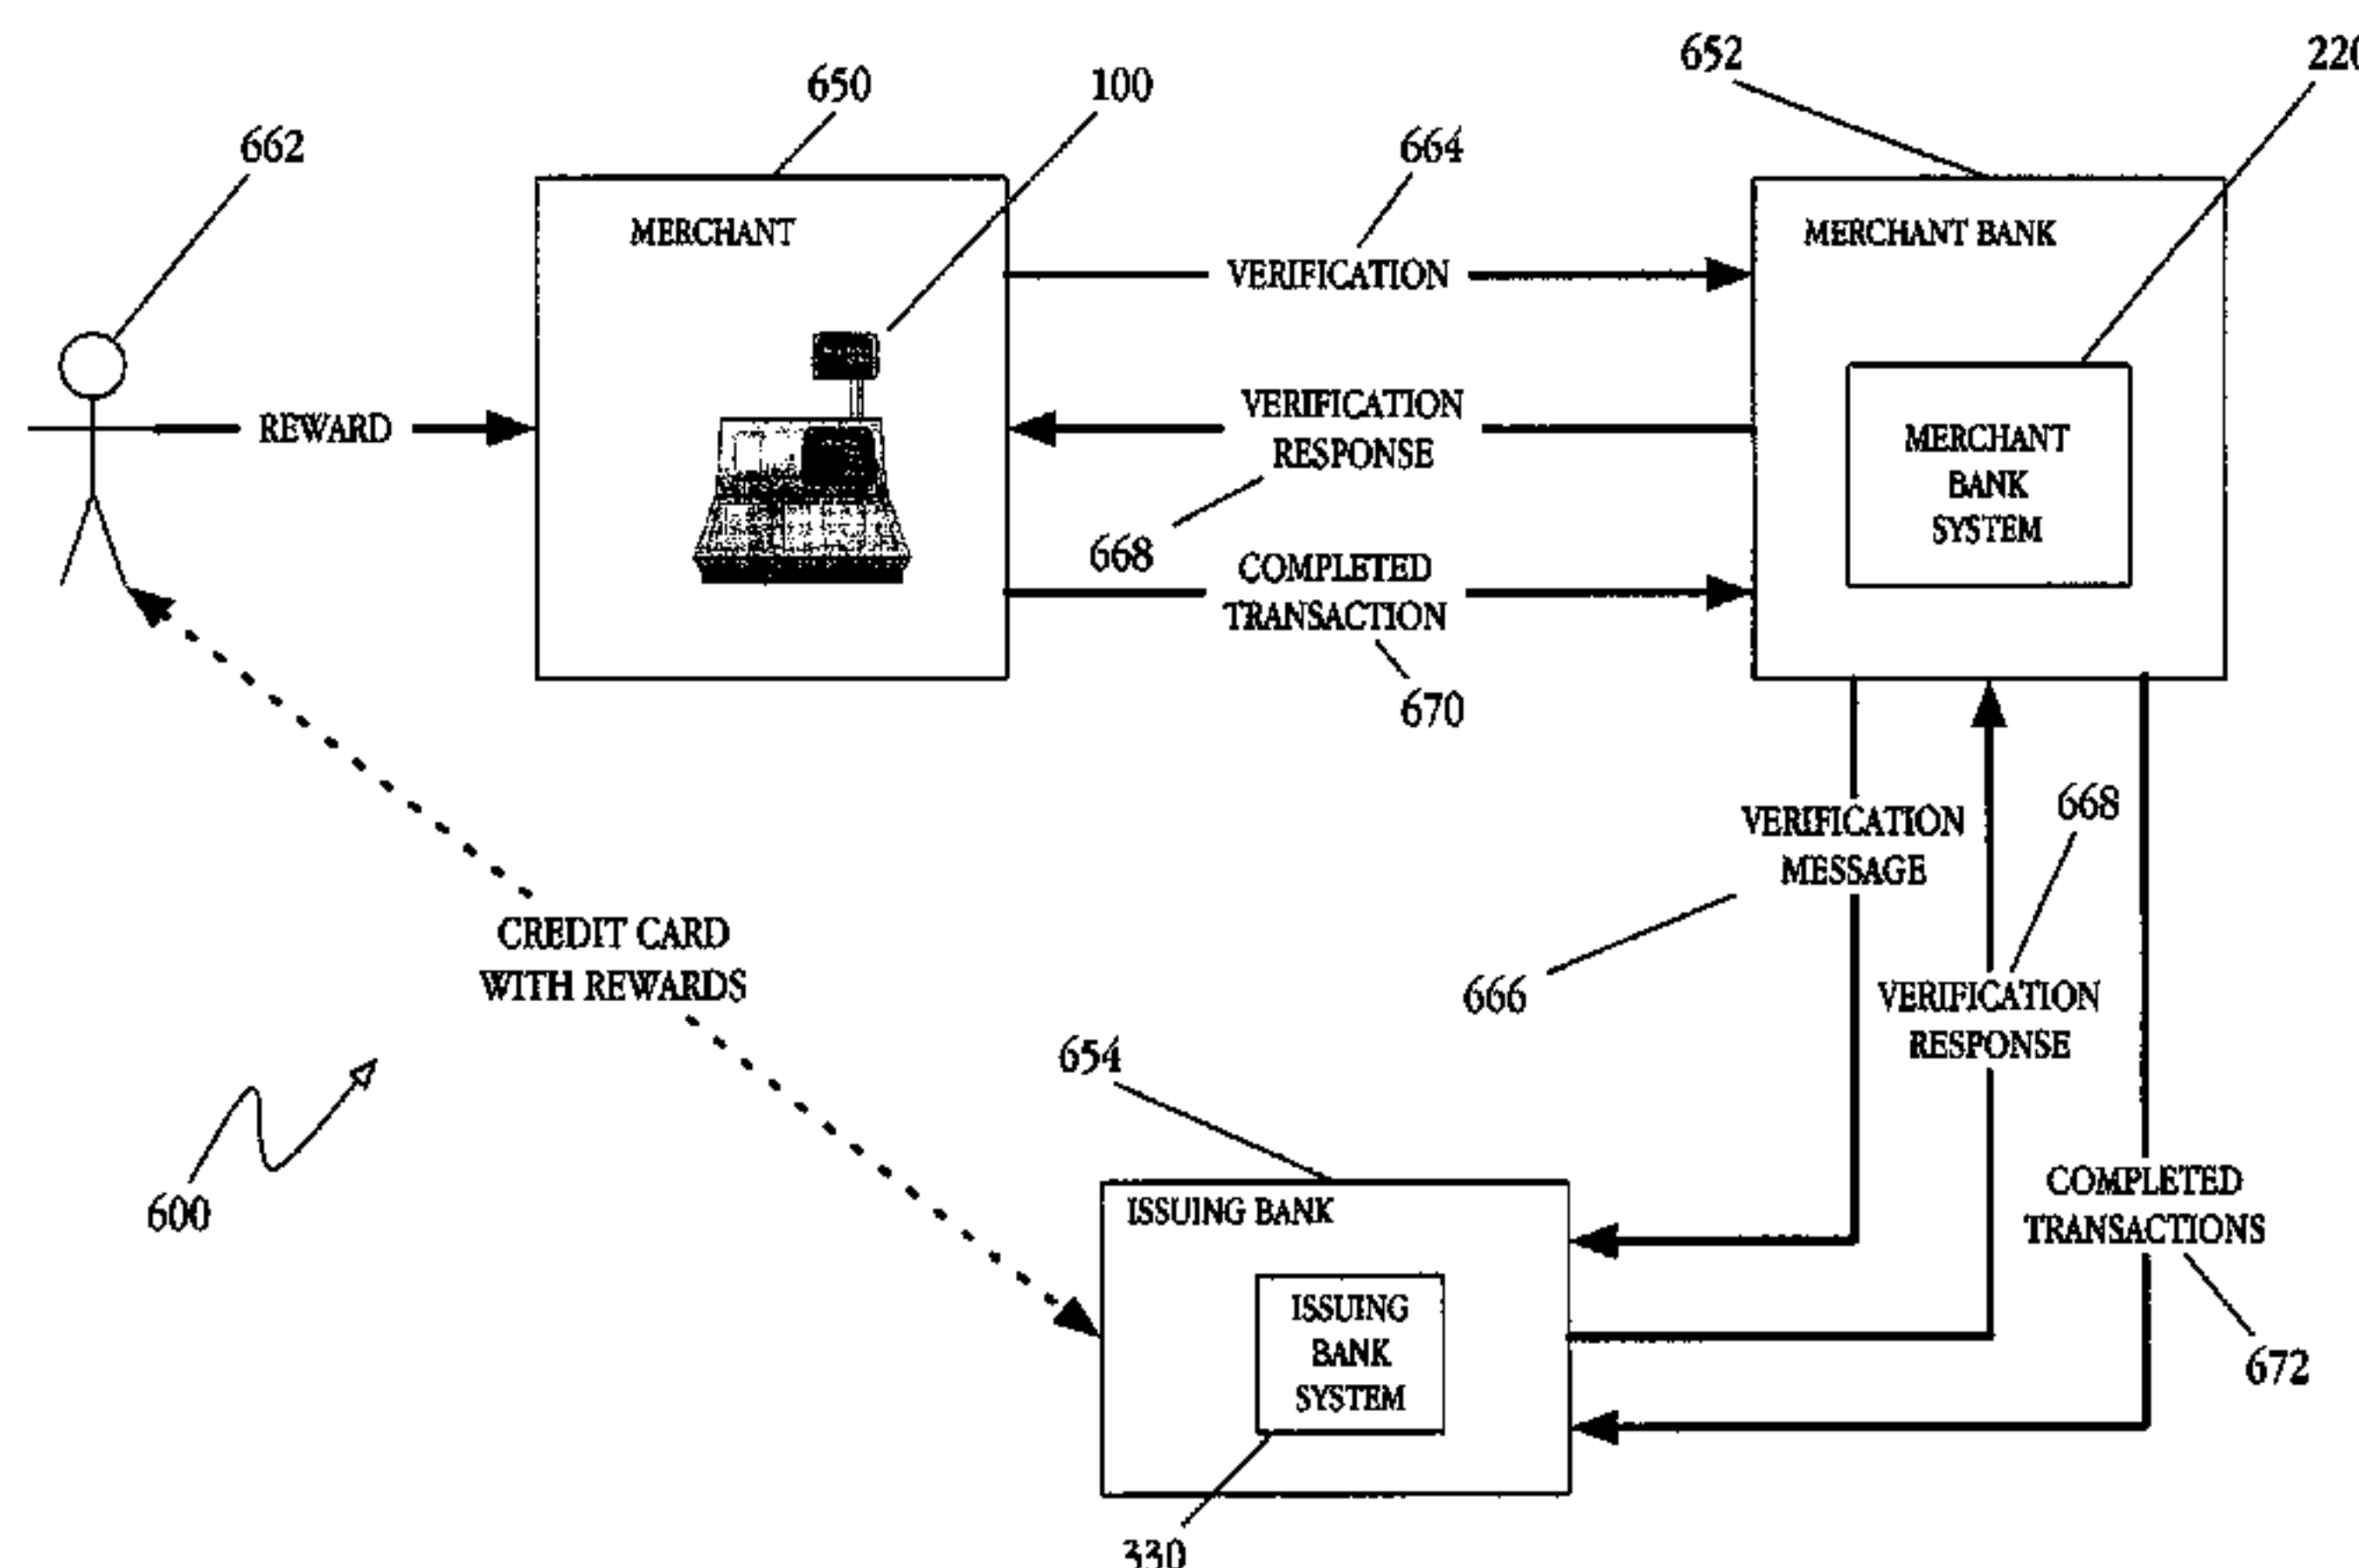 652
220
650
100
662
664
MERCHANT
MERCHANT BANK
VERIFICATION
REWARD
VERIFICATION
RESPONSE
MERCHANT
BANK
SYSTEM
668
COMPLETED
TRANSACTION
670
VERIFICATION
MESSAGE
668
CREDIT CARD
WITH REWARDS
666
VERIFICATION
RESPONSE
654
600
ISSUING BANK
COMPLETED
TRANSACTIONS
ISSUING
BANK
SYSTEM
672
330